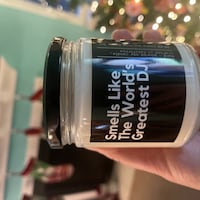 Smells Like
The World's
Greatest DJ